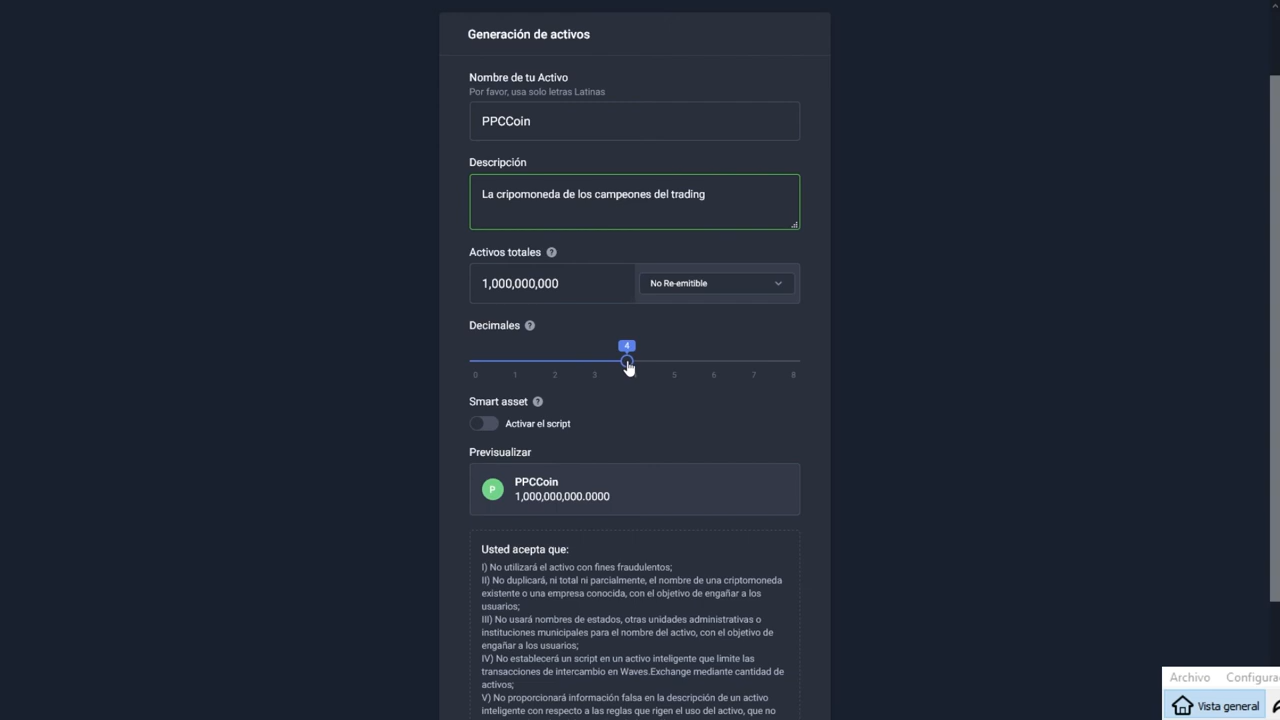 Generación de activos
Nombre de tu Activo
Por favor, usa solo letras Latinas
PPCCoin
Descripción
La cripomoneda de los campeones del trading
Activos totales ?
1,000,000,000
No Re-emitible
Decimales ?
4
0 1 2 3 5 6 7 8
Smart asset ?
Activar el script
Previsualizar
P
PPCCoin
1,000,000,000.0000
Usted acepta que:
I) No utilizará el activo con fines fraudulentos;
II) No duplicará, ni total ni parcialmente, el nombre de una criptomoneda
existente o una empresa conocida, con el objetivo de engañar a los
usuarios;
III) No usará nombres de estados, otras unidades administrativas o
instituciones municipales para el nombre del activo, con el objetivo de
engañar a los usuarios;
IV) No establecerá un script en un activo inteligente que limite las
transacciones de intercambio en Waves.Exchange mediante cantidad de
activos;
V) No proporcionará información falsa en la descripción de un activo
inteligente con respecto a las reglas que rigen el uso del activo, que no
Archivo Configura
Vista general